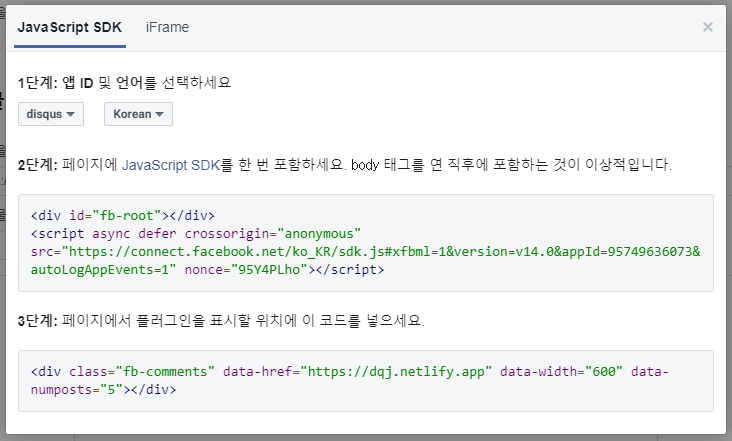 JavaScript SDK iFrame ×
1단계: 앱 ID 및 언어를 선택하세요
disqus Korean
2단계: 페이지에 JavaScript SDK를 한 번 포함하세요. body 태그를 연 직후에 포함하는 것이 이상적입니다.
<div id="fb-root"></div>
<script async defer crossorigin="anonymous"
src="https://connect.facebook.net/ko_KR/sdk.js#xfbml=1&version=v14.0&appId=95749636073&
autoLogAppEvents=1" nonce="95Y4PLho"></script>
3단계: 페이지에서 플러그인을 표시할 위치에 이 코드를 넣으세요.
<div class="fb-comments" data-href="https://dqj.netlify.app" data-width="600" data-
numposts="5"></div>